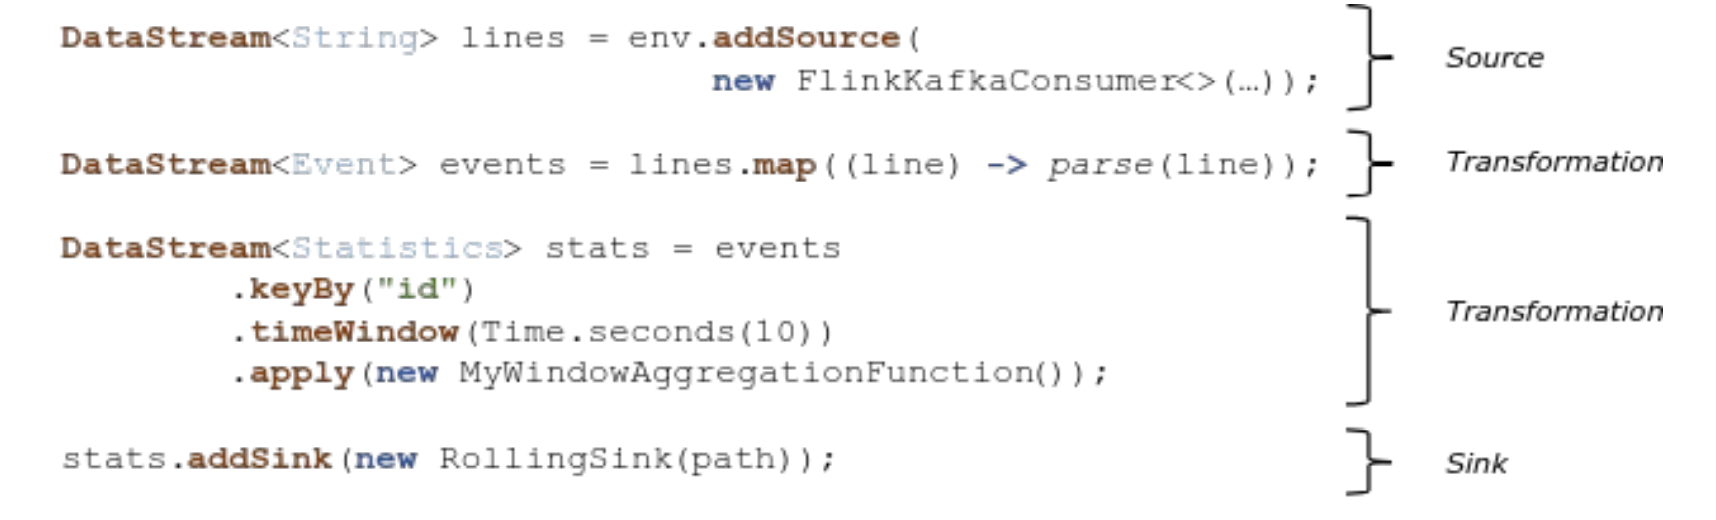 DataStream<String> lines = env.addSource(
new FlinkKafkaConsumer<>(…));
Source
DataStream<Event> events = lines.map((line) -> parse(line));
Transformation
DataStream<Statistics> stats = events
.keyBy("id")
.timeWindow(Time.seconds(10))
.apply(new MyWindowAggregationFunction());
Transformation
stats.addSink(new RollingSink(path));
Sink